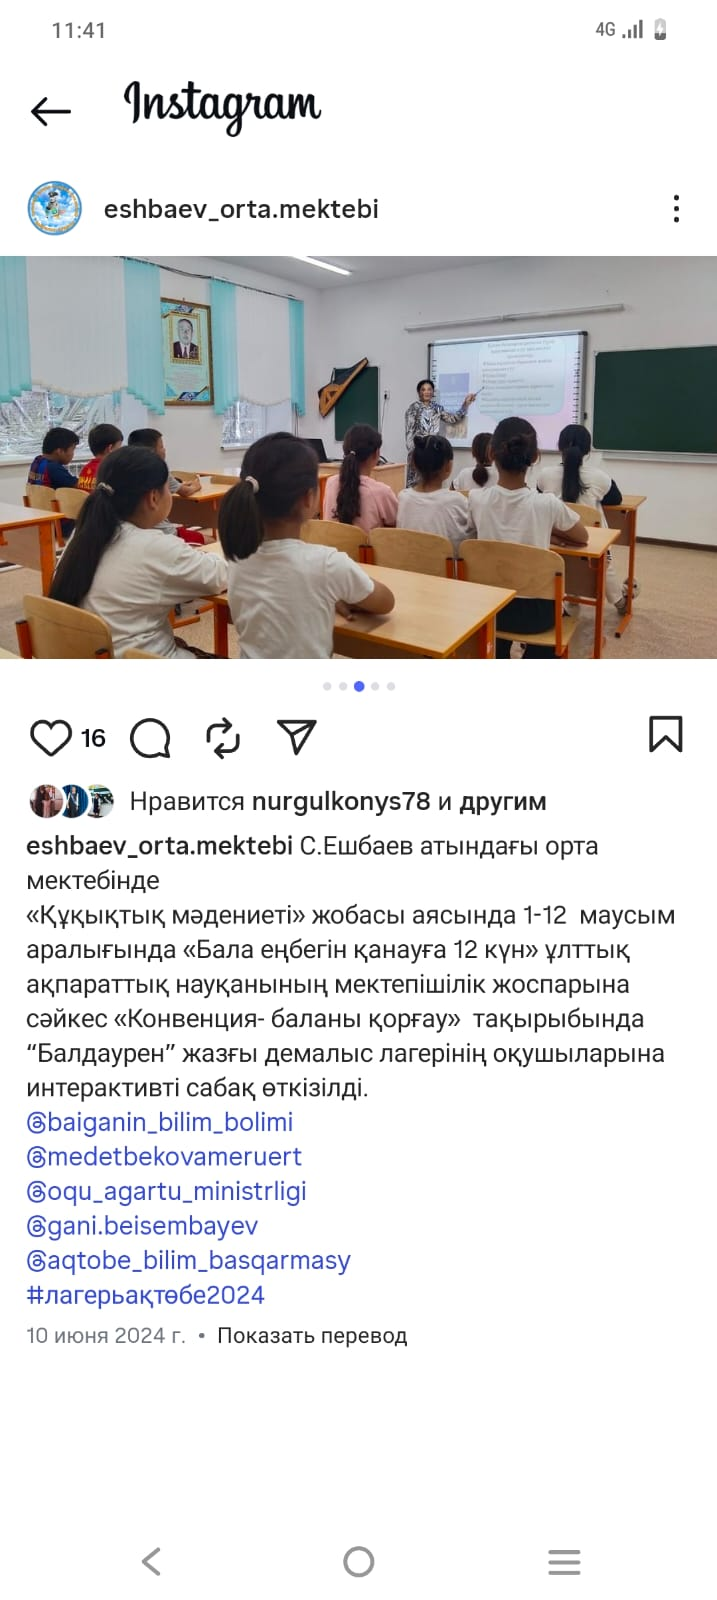 11:41
4G
Instagram
eshbaev_orta.mektebi
16
Нравится nurgulkonys78 и другим
eshbaev_orta.mektebi С.Ешбаев атындағы орта
мектебінде
«Құқықтық мәдениеті» жобасы аясында 1-12 маусым
аралығында «Бала еңбегін қанауға 12 күн» ұлттық
ақпараттық науқанының мектепішілік жоспарына
сәйкес «Конвенция- баланы қорғау» тақырыбында
“Балдаурен” жазғы демалыс лагерінің оқушыларына
интерактивті сабақ өткізілді.
@baiganin_bilim_bolimi
@medetbekovameruert
@oqu_agartu_ministrligi
@gani.beisembayev
@aqtobe_bilim_basqarmasy
#лагерьақтөбе2024
10 июня 2024 г. • Показать перевод